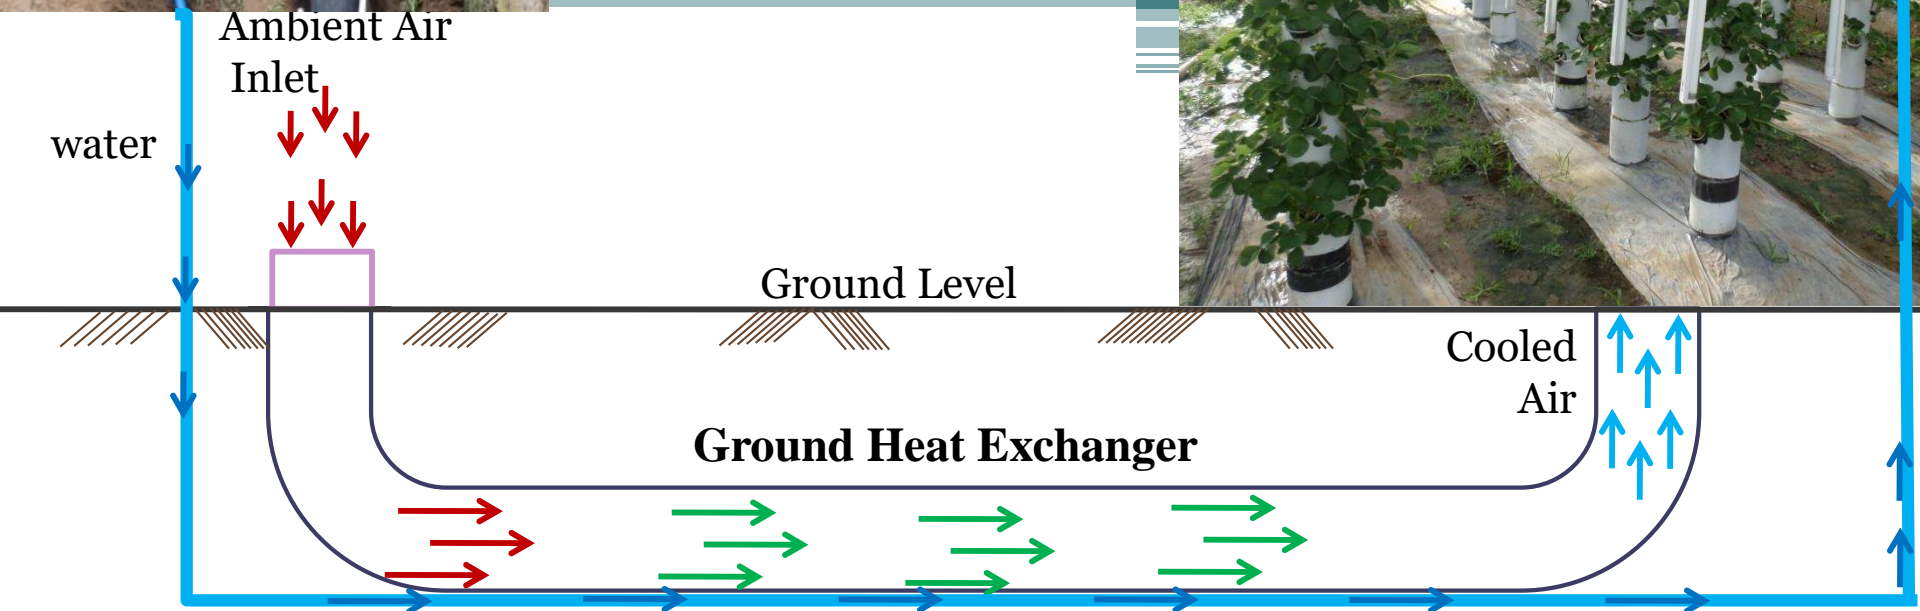 Ambient Air
Inlet
water
Ground Level
Cooled
Air
Ground Heat Exchanger